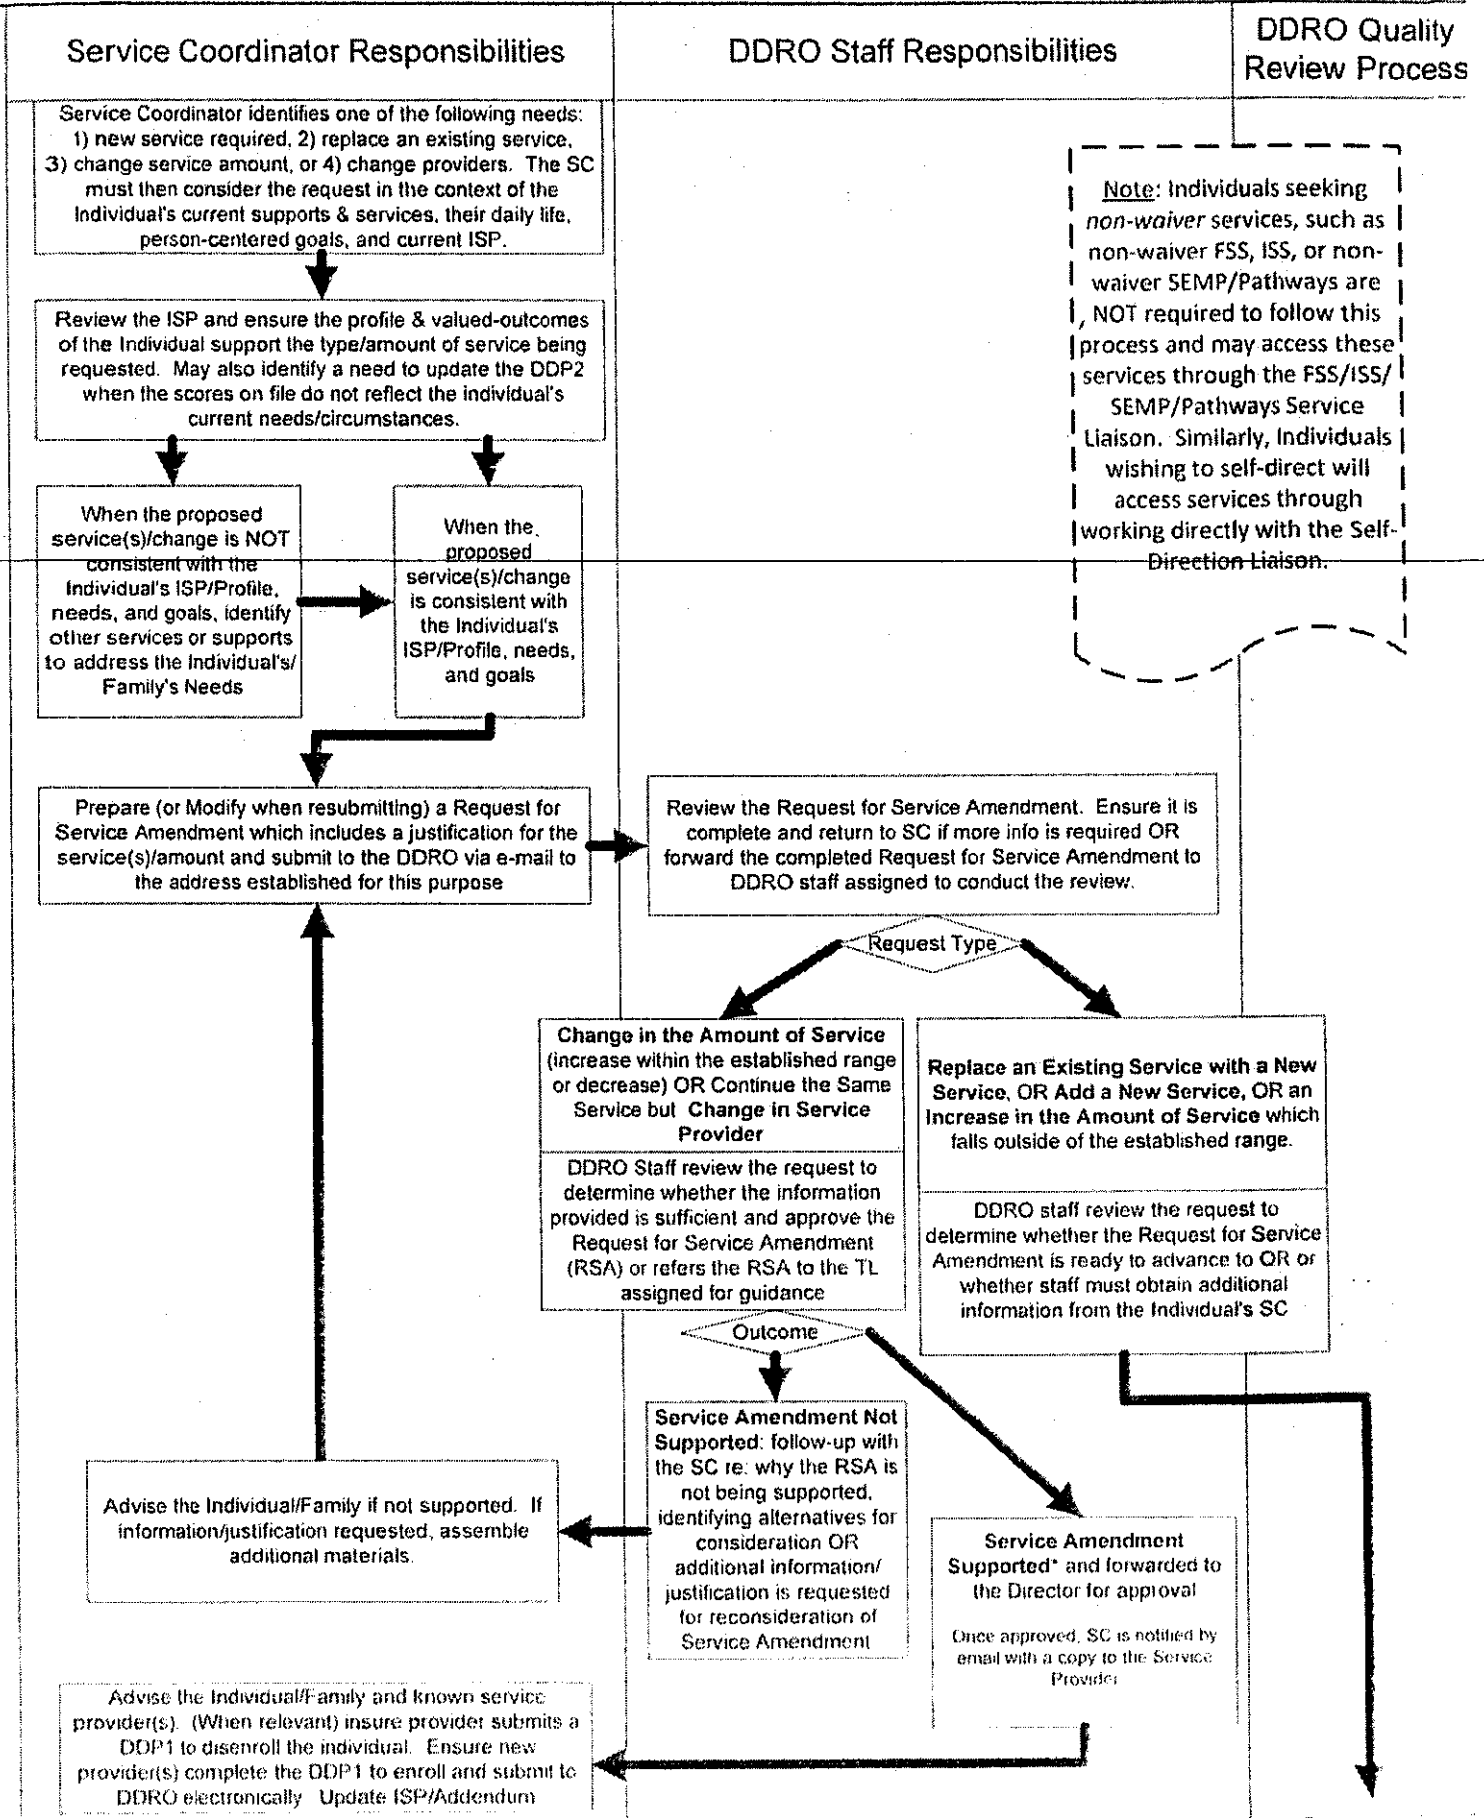 Service Coordinator Responsibilities
DDRO Staff Responsibilities
DDRO Quality
Review Process
Service Coordinator identifies one of the following needs:
1) new service required, 2) replace an existing service,
3) change service amount, or 4) change providers. The SC
must then consider the request in the context of the
Individual's current supports & services, their daily life,
person-centered goals, and current ISP.
Note: Individuals seeking
non-waiver services, such as
non-waiver FSS, ISS, or non-
waiver SEMP/Pathways are
, NOT required to follow this
process and may access these
services through the FSS/ISS/
SEMP/Pathways Service
Liaison. Similarly, Individuals
wishing to self-direct will
access services through
working directly with the Self-
Direction Liaison.
Review the ISP and ensure the profile & valued-outcomes
of the Individual support the type/amount of service being
requested. May also identify a need to update the DDP2
when the scores on file do not reflect the individual's
current needs/circumstances.
When the proposed
service(s)/change is NOT
consistent with the
Individual's ISP/Profile,
needs, and goals, identify
other services or supports
to address the Individual's/
Family's Needs
When the
proposed
service(s)/change
is consistent with
the Individual's
ISP/Profile, needs,
and goals
Prepare (or Modify when resubmitting) a Request for
Service Amendment which includes a justification for the
service(s)/amount and submit to the DDRO via e-mail to
the address established for this purpose
Review the Request for Service Amendment. Ensure it is
complete and return to SC if more info is required OR
forward the completed Request for Service Amendment to
DDRO staff assigned to conduct the review.
Request Type
Change in the Amount of Service
(increase within the established range
or decrease) OR Continue the Same
Service but Change in Service
Provider
DDRO Staff review the request to
determine whether the information
provided is sufficient and approve the
Request for Service Amendment
(RSA) or refers the RSA to the TL
assigned for guidance
Replace an Existing Service with a New
Service, OR Add a New Service, OR an
Increase in the Amount of Service which
falls outside of the established range.
DDRO staff review the request to
determine whether the Request for Service
Amendment is ready to advance to QR or
whether staff must obtain additional
information from the Individual's SC
Outcome
Service Amendment Not
Supported: follow-up with
the SC re: why the RSA is
not being supported,
identifying alternatives for
consideration OR
additional information/
justification is requested
for reconsideration of
Service Amendment
Advise the Individual/Family if not supported. If
information/justification requested, assemble
additional materials.
Service Amendment
Supported* and forwarded to
the Director for approval
Once approved, SC is notified by
email with a copy to the Service
Provider
Advise the Individual/Family and known service
provider(s). (When relevant) insure provider submits a
DDP1 to disenroll the individual. Ensure new
provider(s) complete the DDP1 to enroll and submit to
DDRO electronically Update ISP/Addendum